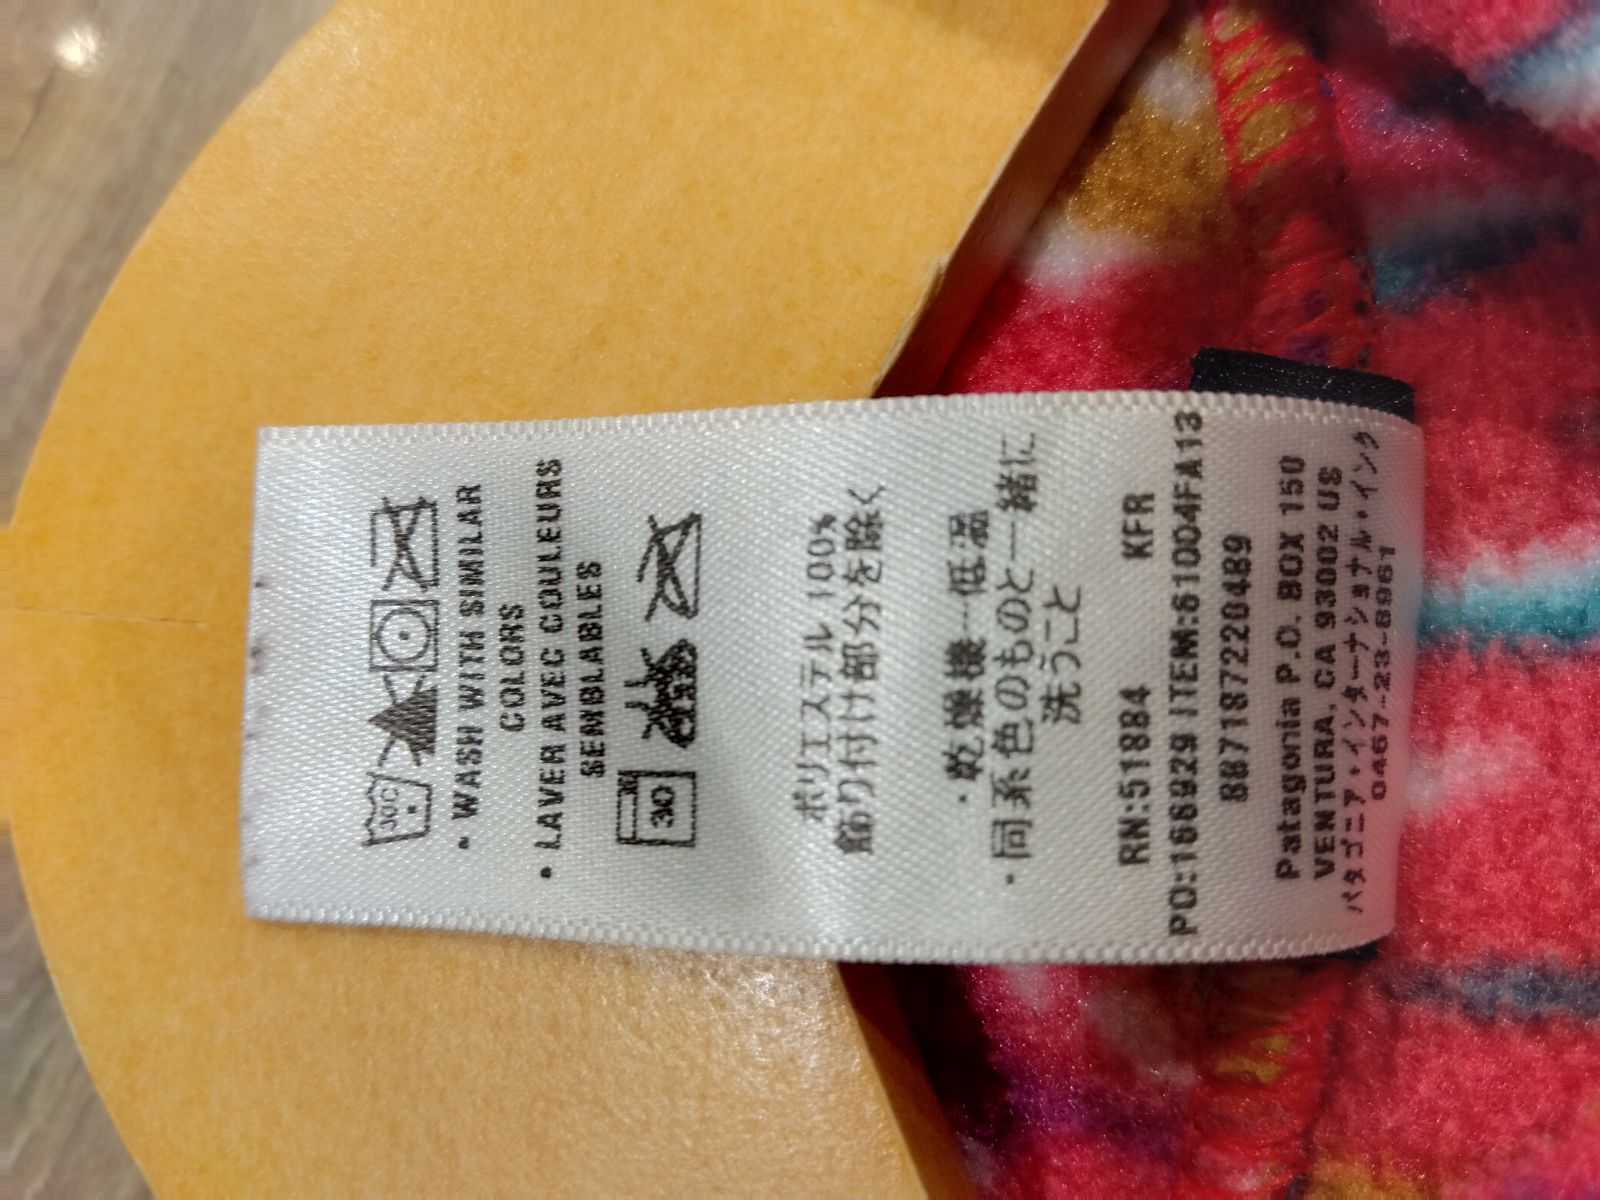 30C
• WASH WITH SIMILAR
COLORS
• LAVER AVEC COULEURS
SEMBLABLES
30
ポリエステル 100%
飾り付け部分を除く
・乾燥機…低温
・同系色のものと一緒に
洗うこと
RN:51884 KFR
PO:166929 ITEM:61004FA13
887187220489
Patagonia P.O. BOX 150
VENTURA, CA 93002 US
パタゴニア・インターナショナル・インク
0467-23-8961